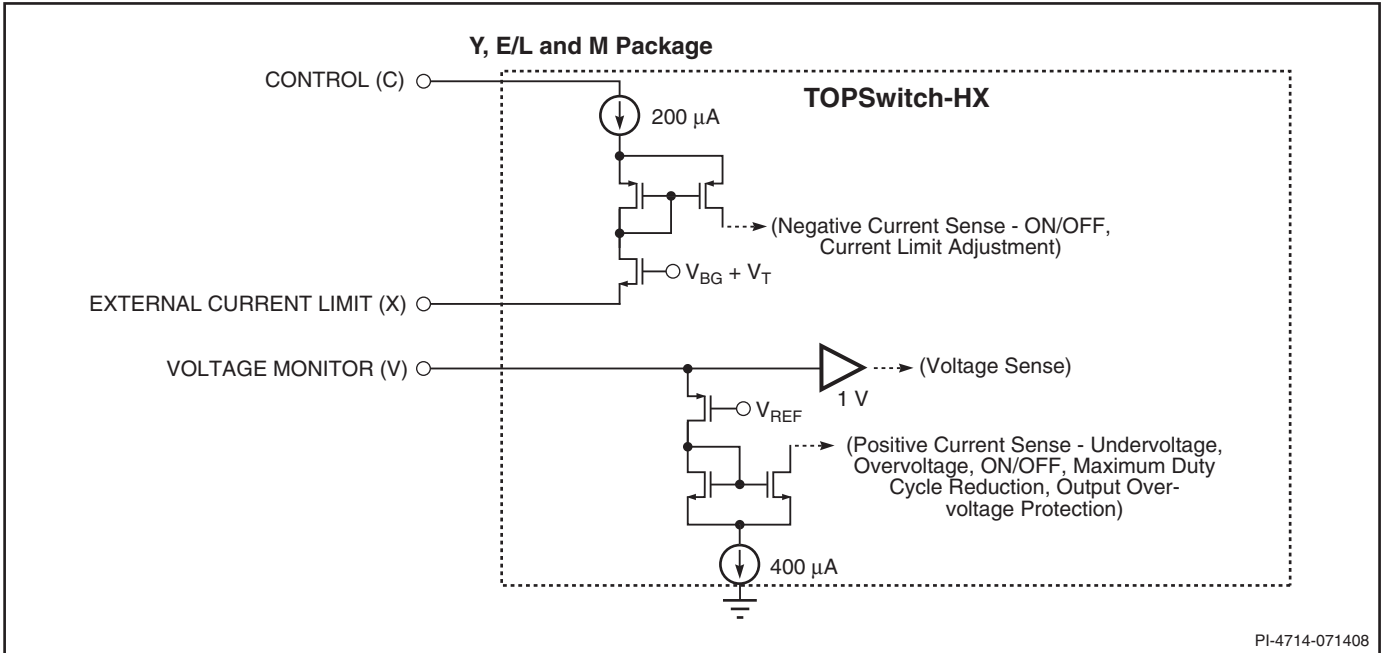 Y, E/L and M Package
CONTROL (C)
TOPSwitch-HX
200 μA
(Negative Current Sense - ON/OFF,
Current Limit Adjustment)
V_BG + V_T
EXTERNAL CURRENT LIMIT (X)
VOLTAGE MONITOR (V)
(Voltage Sense)
1 V
V_REF
(Positive Current Sense - Undervoltage,
Overvoltage, ON/OFF, Maximum Duty
Cycle Reduction, Output Over-
voltage Protection)
400 μA
PI-4714-071408